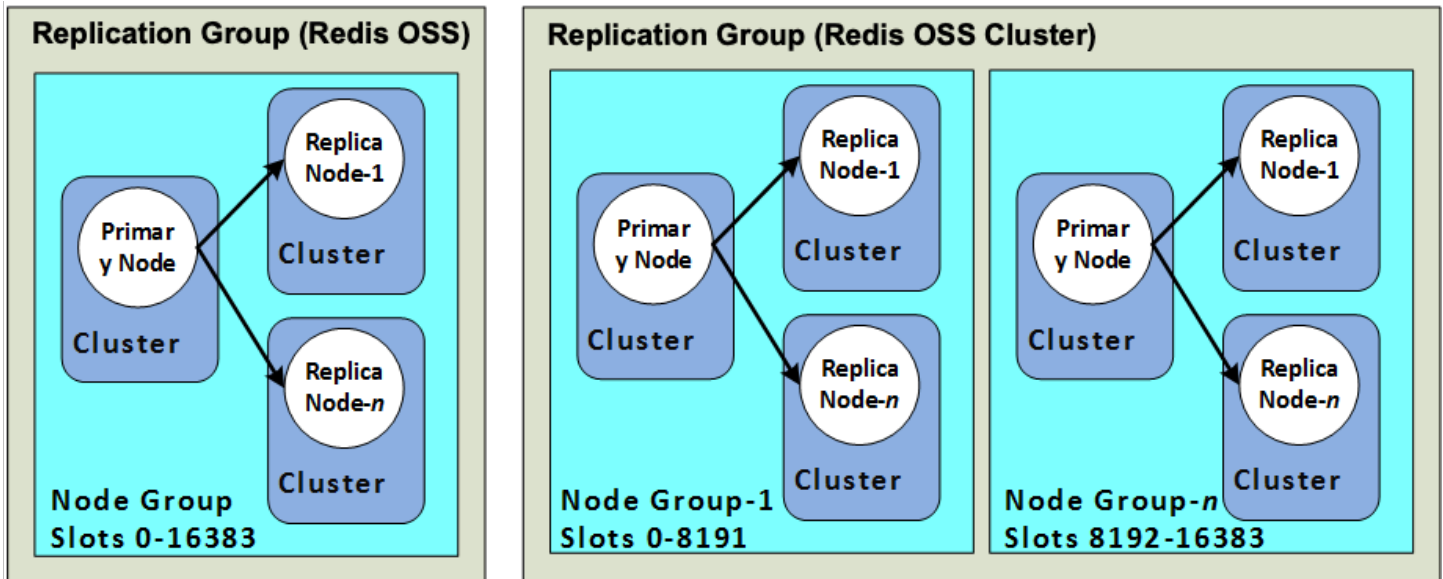 Replication Group (Redis OSS)
Replica
Node-1
Cluster
Primar
y Node
Cluster
Replica
Node-n
Cluster
Node Group
Slots 0-16383
Replication Group (Redis OSS Cluster)
Replica
Node-1
Cluster
Primar
y Node
Cluster
Replica
Node-n
Cluster
Node Group-1
Slots 0-8191
Replica
Node-1
Cluster
Primar
y Node
Cluster
Replica
Node-n
Cluster
Node Group-n
Slots 8192-16383